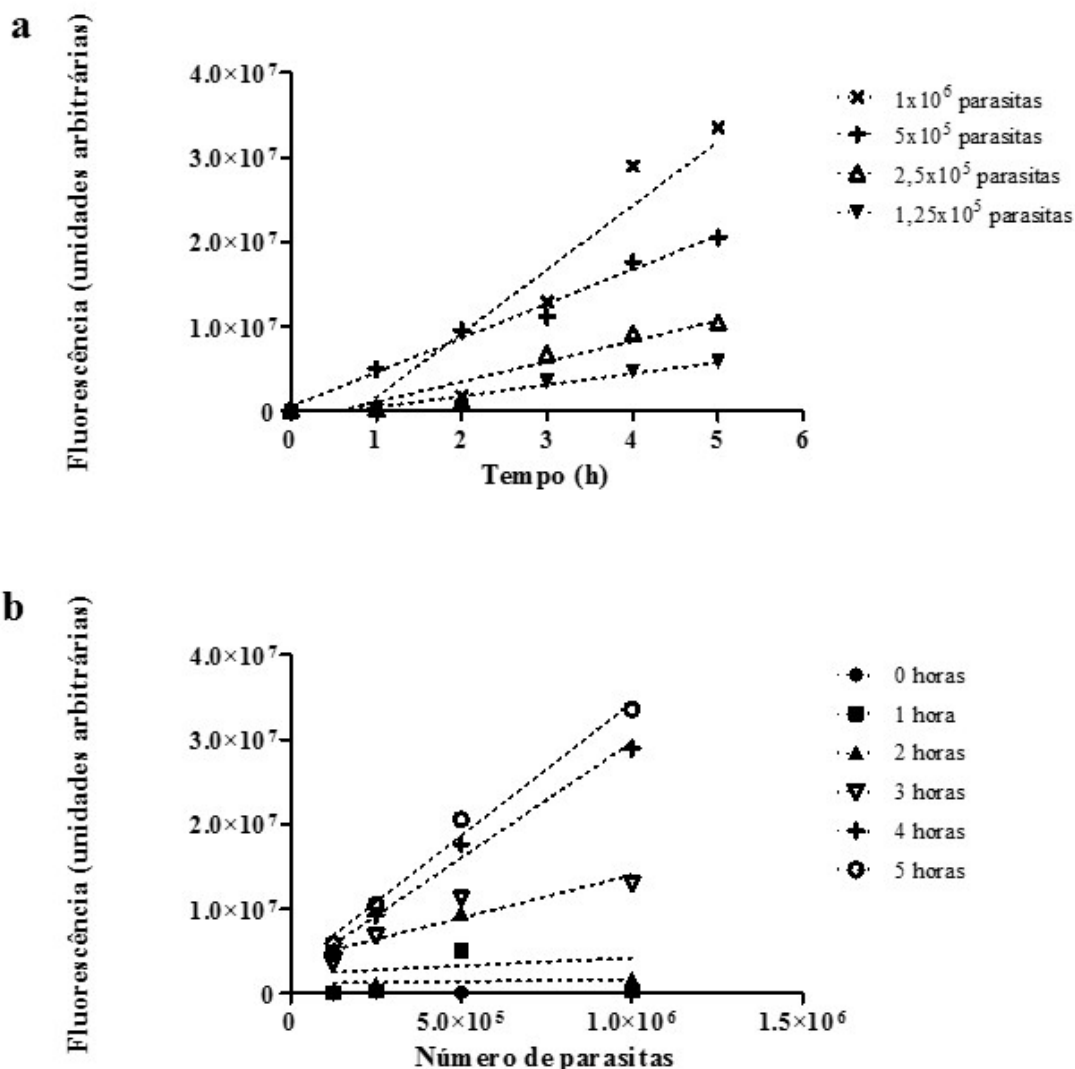 a
Fluorescência (unidades arbitrárias)
4.0×10⁷
3.0×10⁷
2.0×10⁷
1.0×10⁷
0
0 1 2 3 4 5 6
Tempo (h)
1x10⁶ parasitas
5x10⁵ parasitas
2,5x10⁵ parasitas
1,25x10⁵ parasitas
b
Fluorescência (unidades arbitrárias)
4.0×10⁷
3.0×10⁷
2.0×10⁷
1.0×10⁷
0
0 5.0×10⁵ 1.0×10⁶ 1.5×10⁶
Número de parasitas
0 horas
1 hora
2 horas
3 horas
4 horas
5 horas